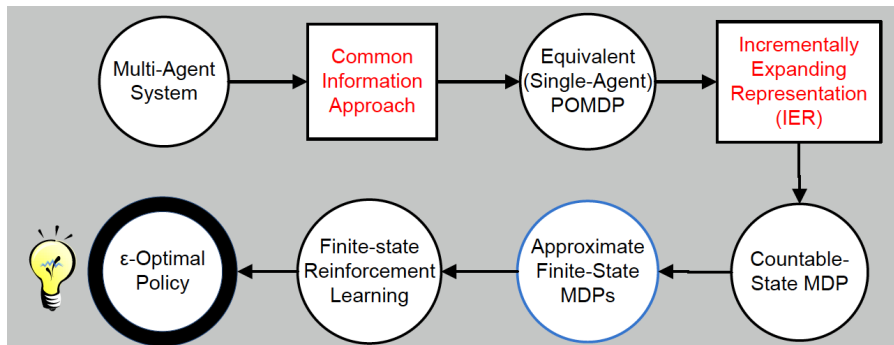 Multi-Agent
System
Common
Information
Approach
Equivalent
(Single-Agent)
POMDP
Incrementally
Expanding
Representation
(IER)
ε-Optimal
Policy
Finite-state
Reinforcement
Learning
Approximate
Finite-State
MDPs
Countable-
State MDP